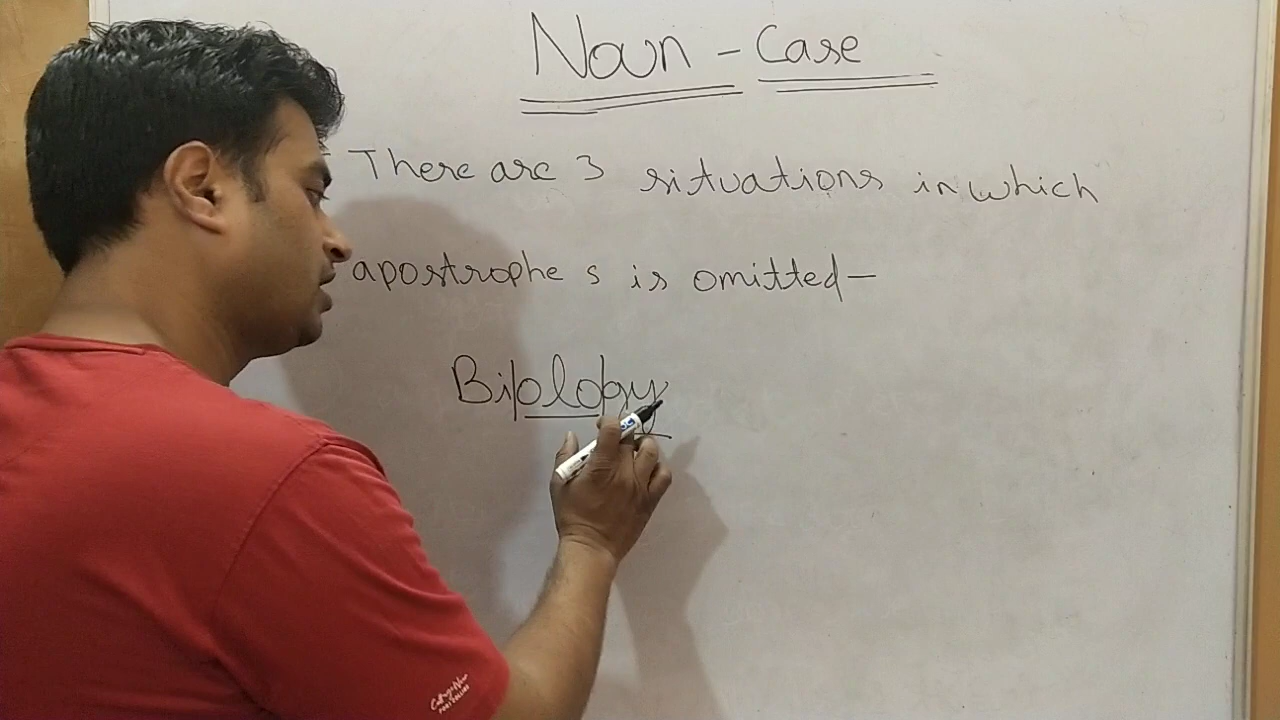 Noun - Case
There are 3 situations in which
apostrophe s is omitted-
Biology